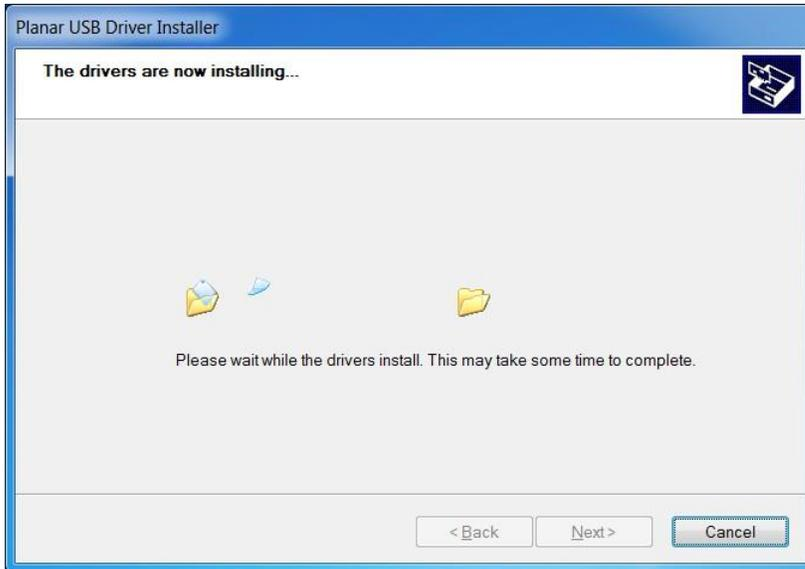 Planar USB Driver Installer
The drivers are now installing...
Please wait while the drivers install. This may take some time to complete.
< Back
Next >
Cancel